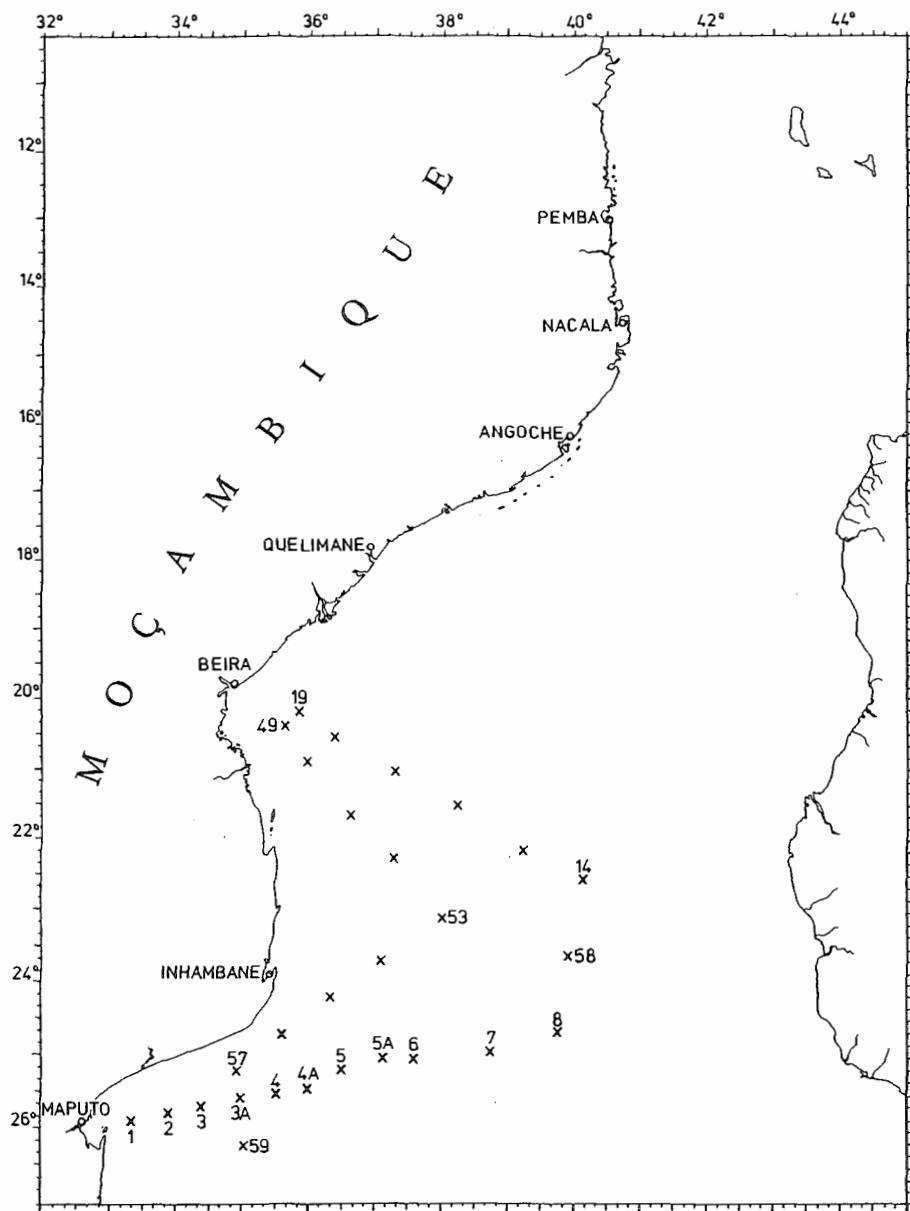 32° 34° 36° 38° 40° 42° 44°
12°
14°
16°
18°
20°
22°
24°
26°
MOÇAMBIQUE
PEMBA
NACALA
ANGOCHE
QUELIMANE
BEIRA
19
49
14
53
58
INHAMBANE
8
7
6
5A
5
4A
4
57
MAPUTO
1
2
3
3A
59